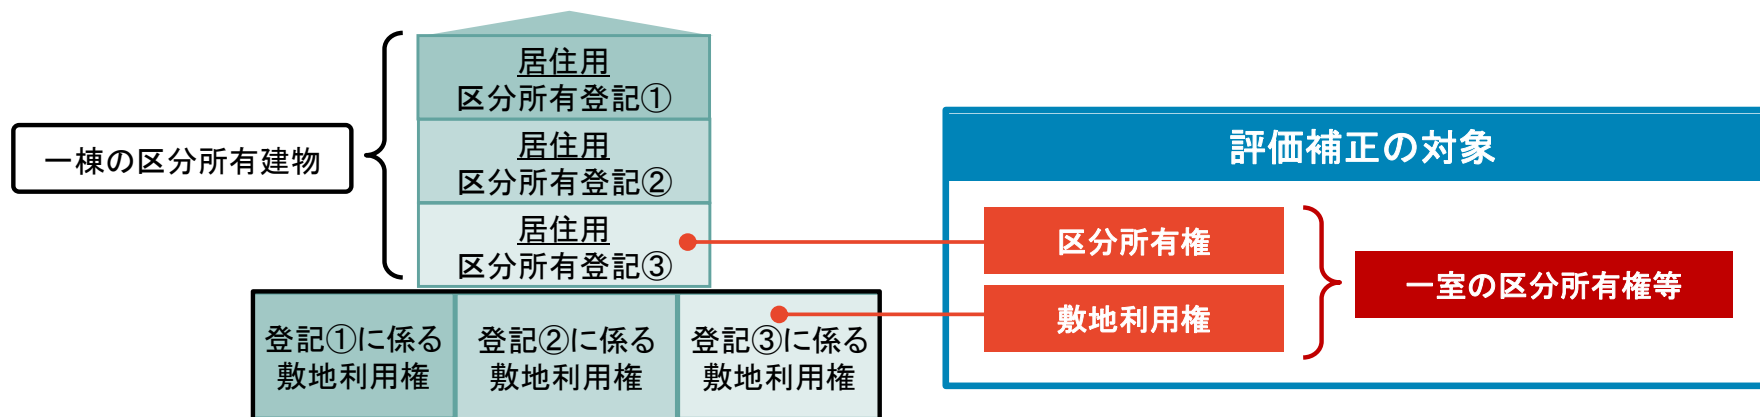 一棟の区分所有建物
居住用
区分所有登記①
居住用
区分所有登記②
居住用
区分所有登記③
登記①に係る
敷地利用権
登記②に係る
敷地利用権
登記③に係る
敷地利用権
評価補正の対象
区分所有権
敷地利用権
一室の区分所有権等